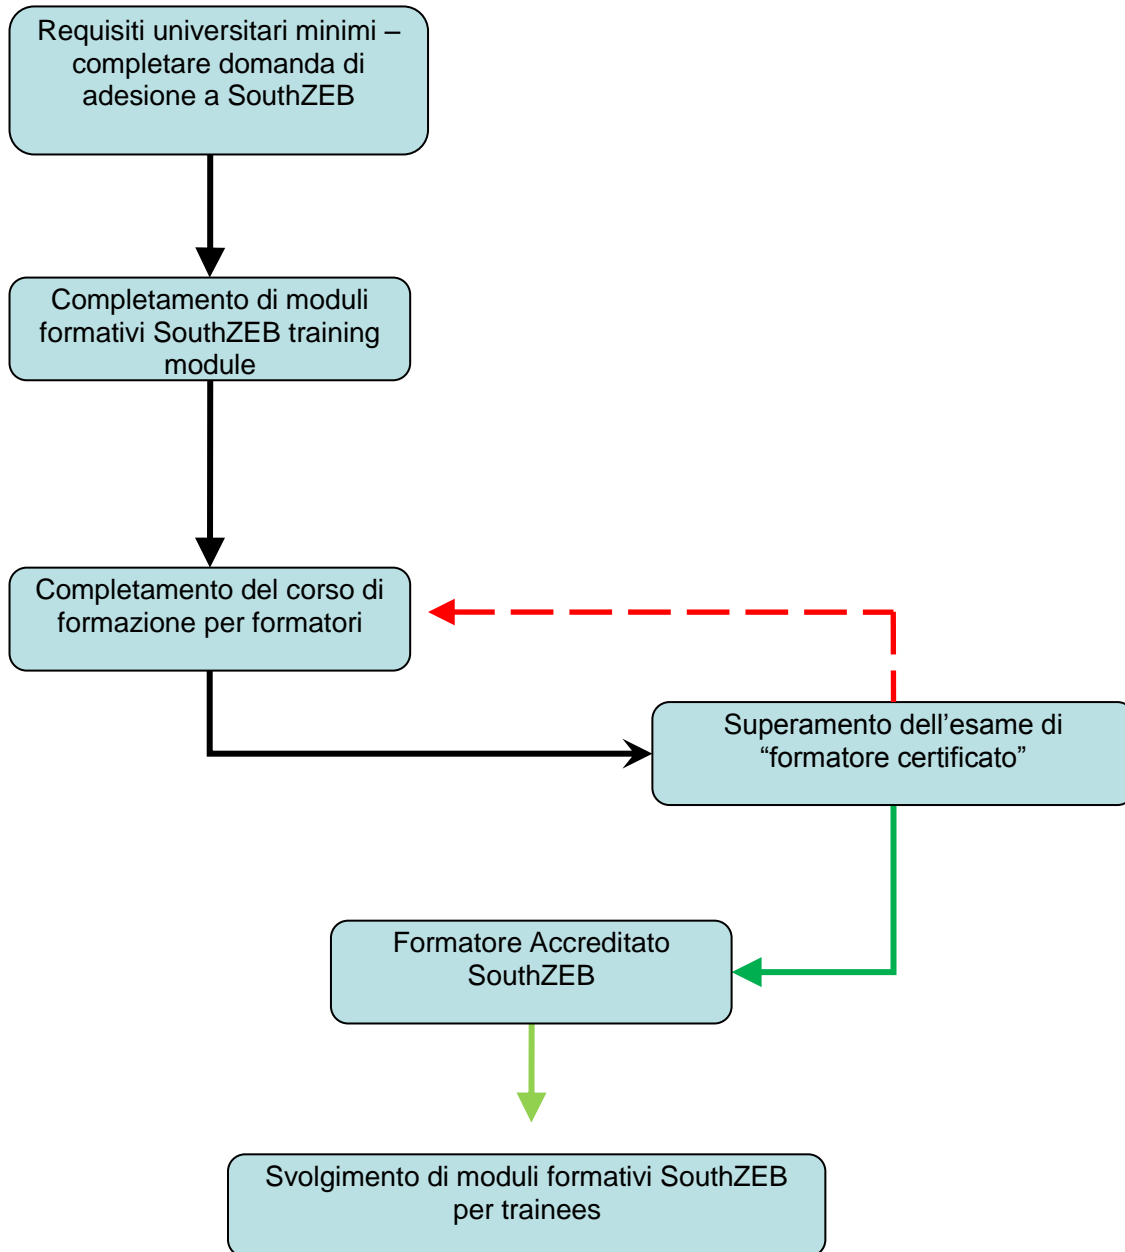 Requisiti universitari minimi –
completare domanda di
adesione a SouthZEB
Completamento di moduli
formativi SouthZEB training
module
Completamento del corso di
formazione per formatori
Superamento dell’esame di
“formatore certificato”
Formatore Accreditato
SouthZEB
Svolgimento di moduli formativi SouthZEB
per trainees